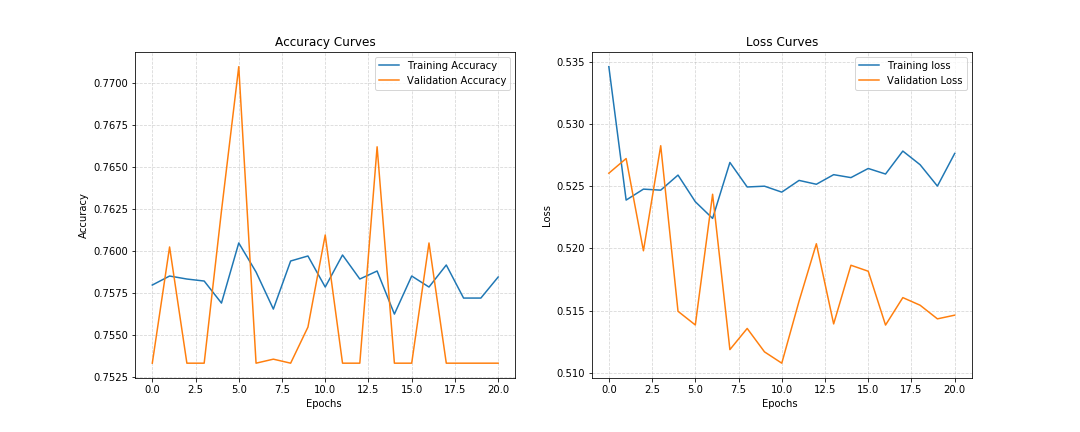 Accuracy Curves
Training Accuracy
Validation Accuracy
0.7700
0.7675
0.7650
0.7625
0.7600
0.7575
0.7550
0.7525
Accuracy
0.0 2.5 5.0 7.5 10.0 12.5 15.0 17.5 20.0
Epochs
Loss Curves
Training loss
Validation Loss
0.535
0.530
0.525
0.520
0.515
0.510
Loss
0.0 2.5 5.0 7.5 10.0 12.5 15.0 17.5 20.0
Epochs